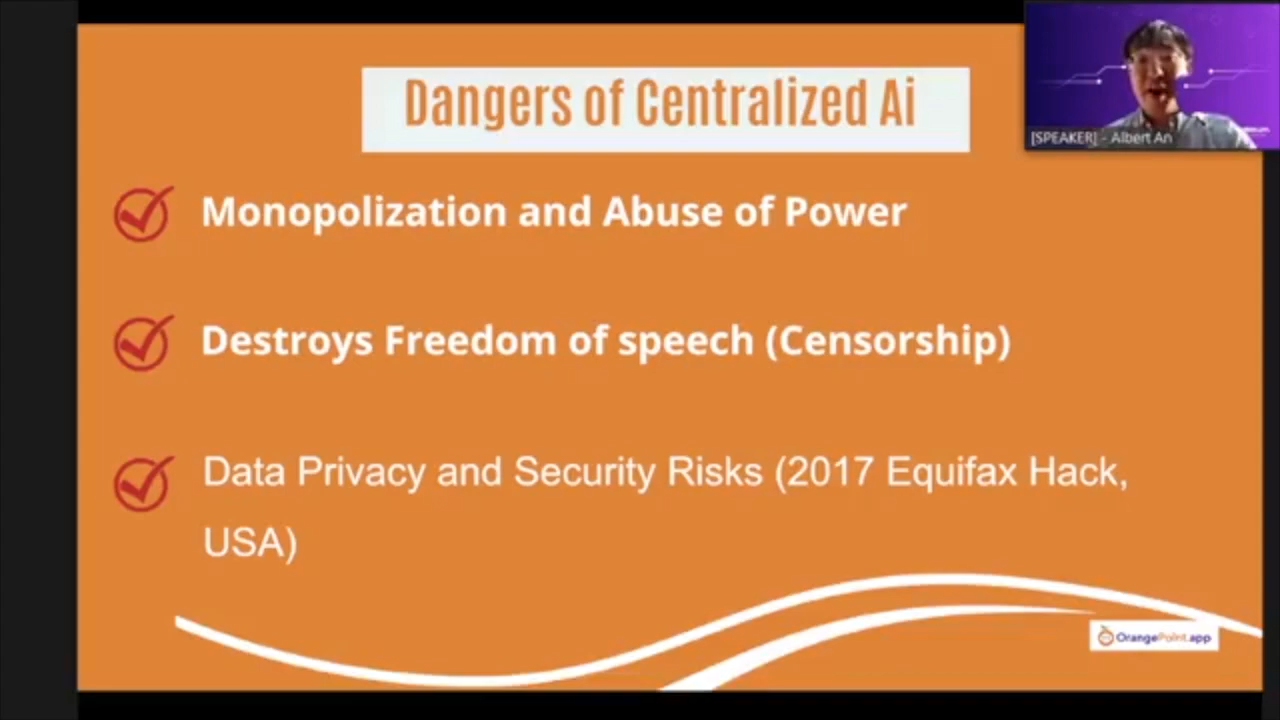 Dangers of Centralized Ai
[SPEAKER] - Albert An
Monopolization and Abuse of Power
Destroys Freedom of speech (Censorship)
Data Privacy and Security Risks (2017 Equifax Hack,
USA)
OrangePoint.app